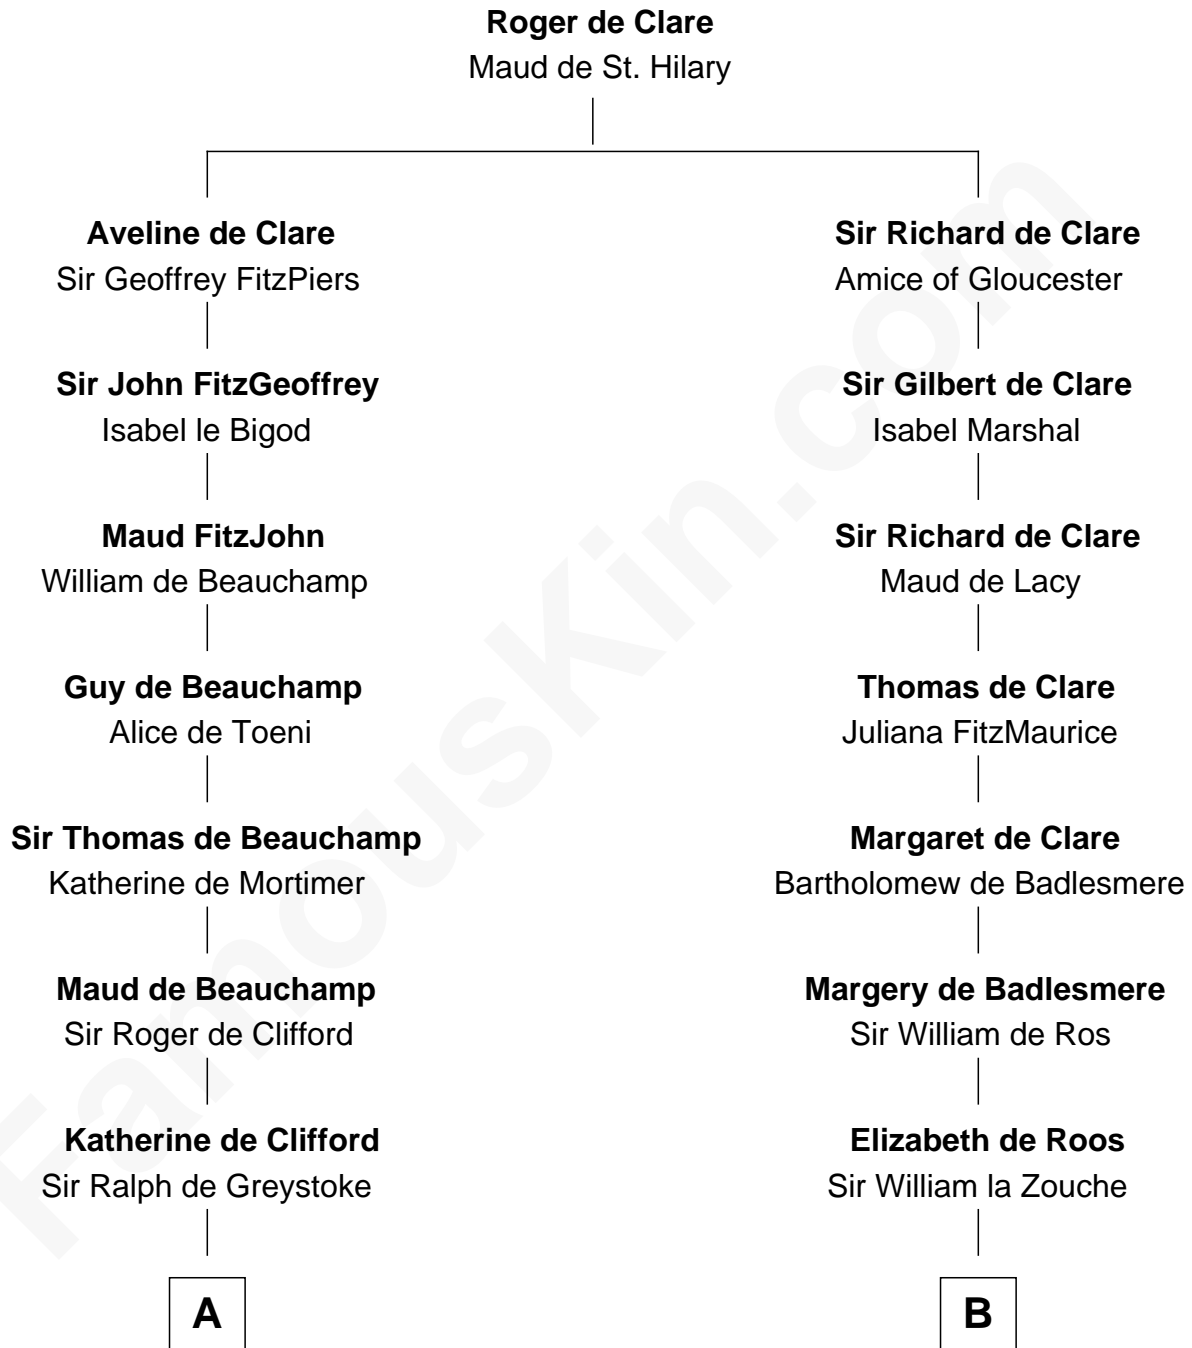 Roger de Clare
Maud de St. Hilary
Aveline de Clare
Sir Geoffrey FitzPiers
Sir Richard de Clare
Amice of Gloucester
Sir John FitzGeoffrey
Isabel le Bigod
Sir Gilbert de Clare
Isabel Marshal
Maud FitzJohn
William de Beauchamp
Sir Richard de Clare
Maud de Lacy
Guy de Beauchamp
Alice de Toeni
Thomas de Clare
Juliana FitzMaurice
Sir Thomas de Beauchamp
Katherine de Mortimer
Margaret de Clare
Bartholomew de Badlesmere
Maud de Beauchamp
Sir Roger de Clifford
Margery de Badlesmere
Sir William de Ros
Katherine de Clifford
Sir Ralph de Greystoke
Elizabeth de Roos
Sir William la Zouche
A
B
FamousKin.com